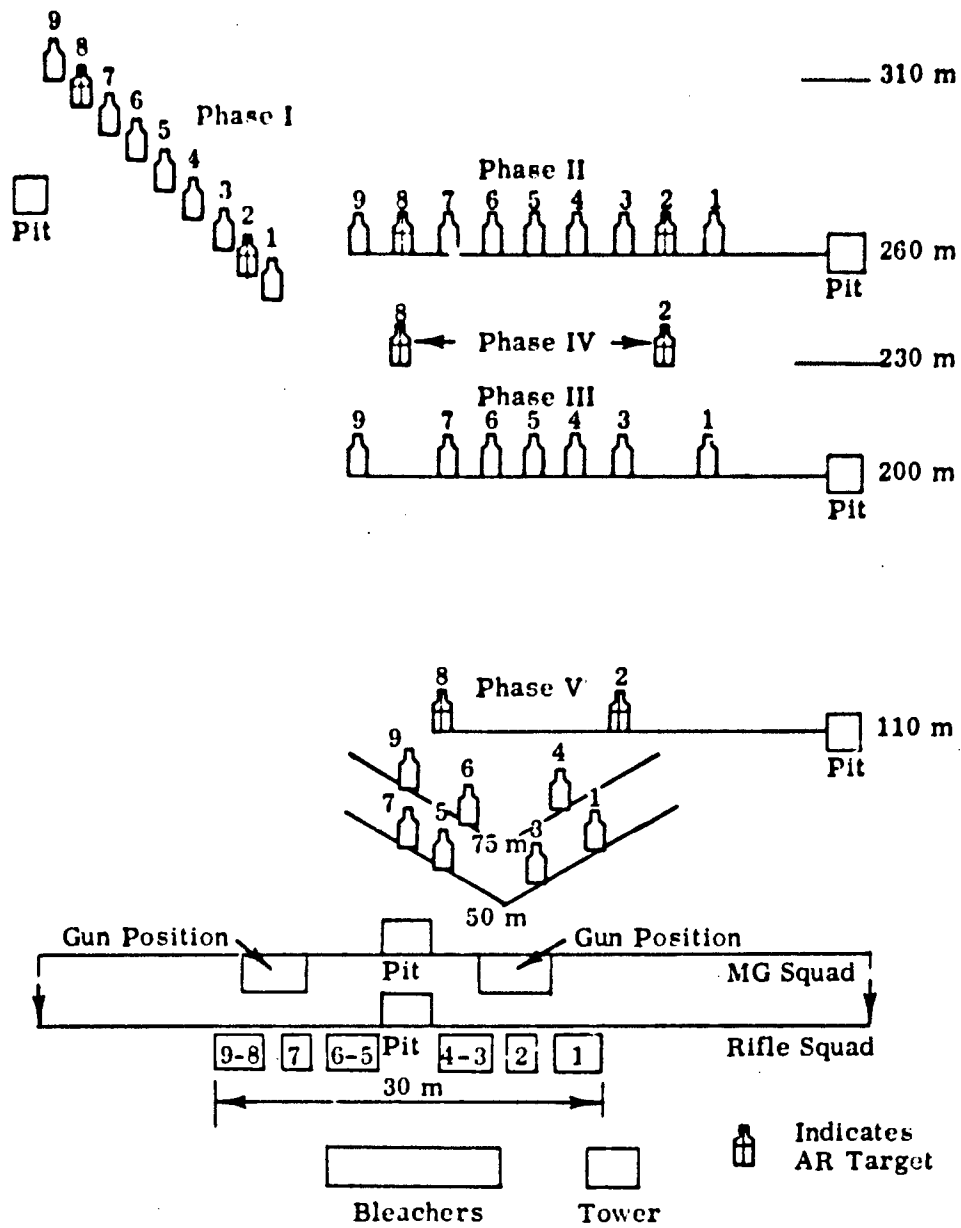 9
8
7
6
5
4
3
2
1
Phase I
310 m
Pit
Phase II
9 8 7 6 5 4 3 2 1
260 m
Pit
8 Phase IV 2
230 m
Phase III
9 7 6 5 4 3 1
200 m
Pit
8 Phase V 2
110 m
Pit
9 6 4
7 5 3 1
75 m
50 m
Gun Position
Gun Position
Pit
MG Squad
Pit
Rifle Squad
9-8 7 6-5 4-3 2 1
30 m
Indicates
AR Target
Bleachers
Tower